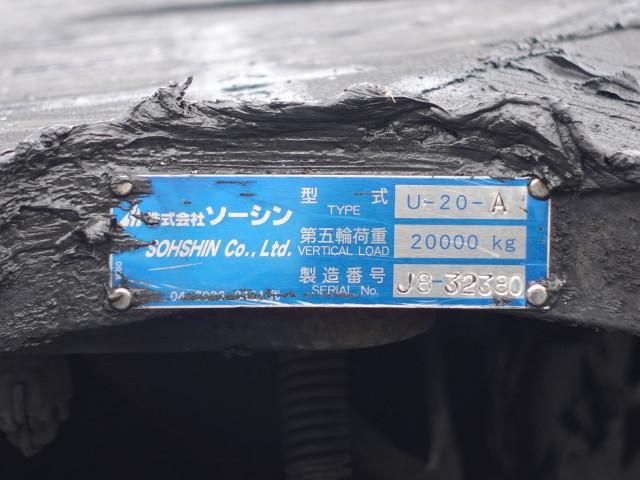 株式会社ソーシン
SOHSHIN Co., Ltd.
型 式
TYPE
U-20-A
第五輪荷重
VERTICAL LOAD
20000 kg
製造番号
SERIAL No.
J8-32380